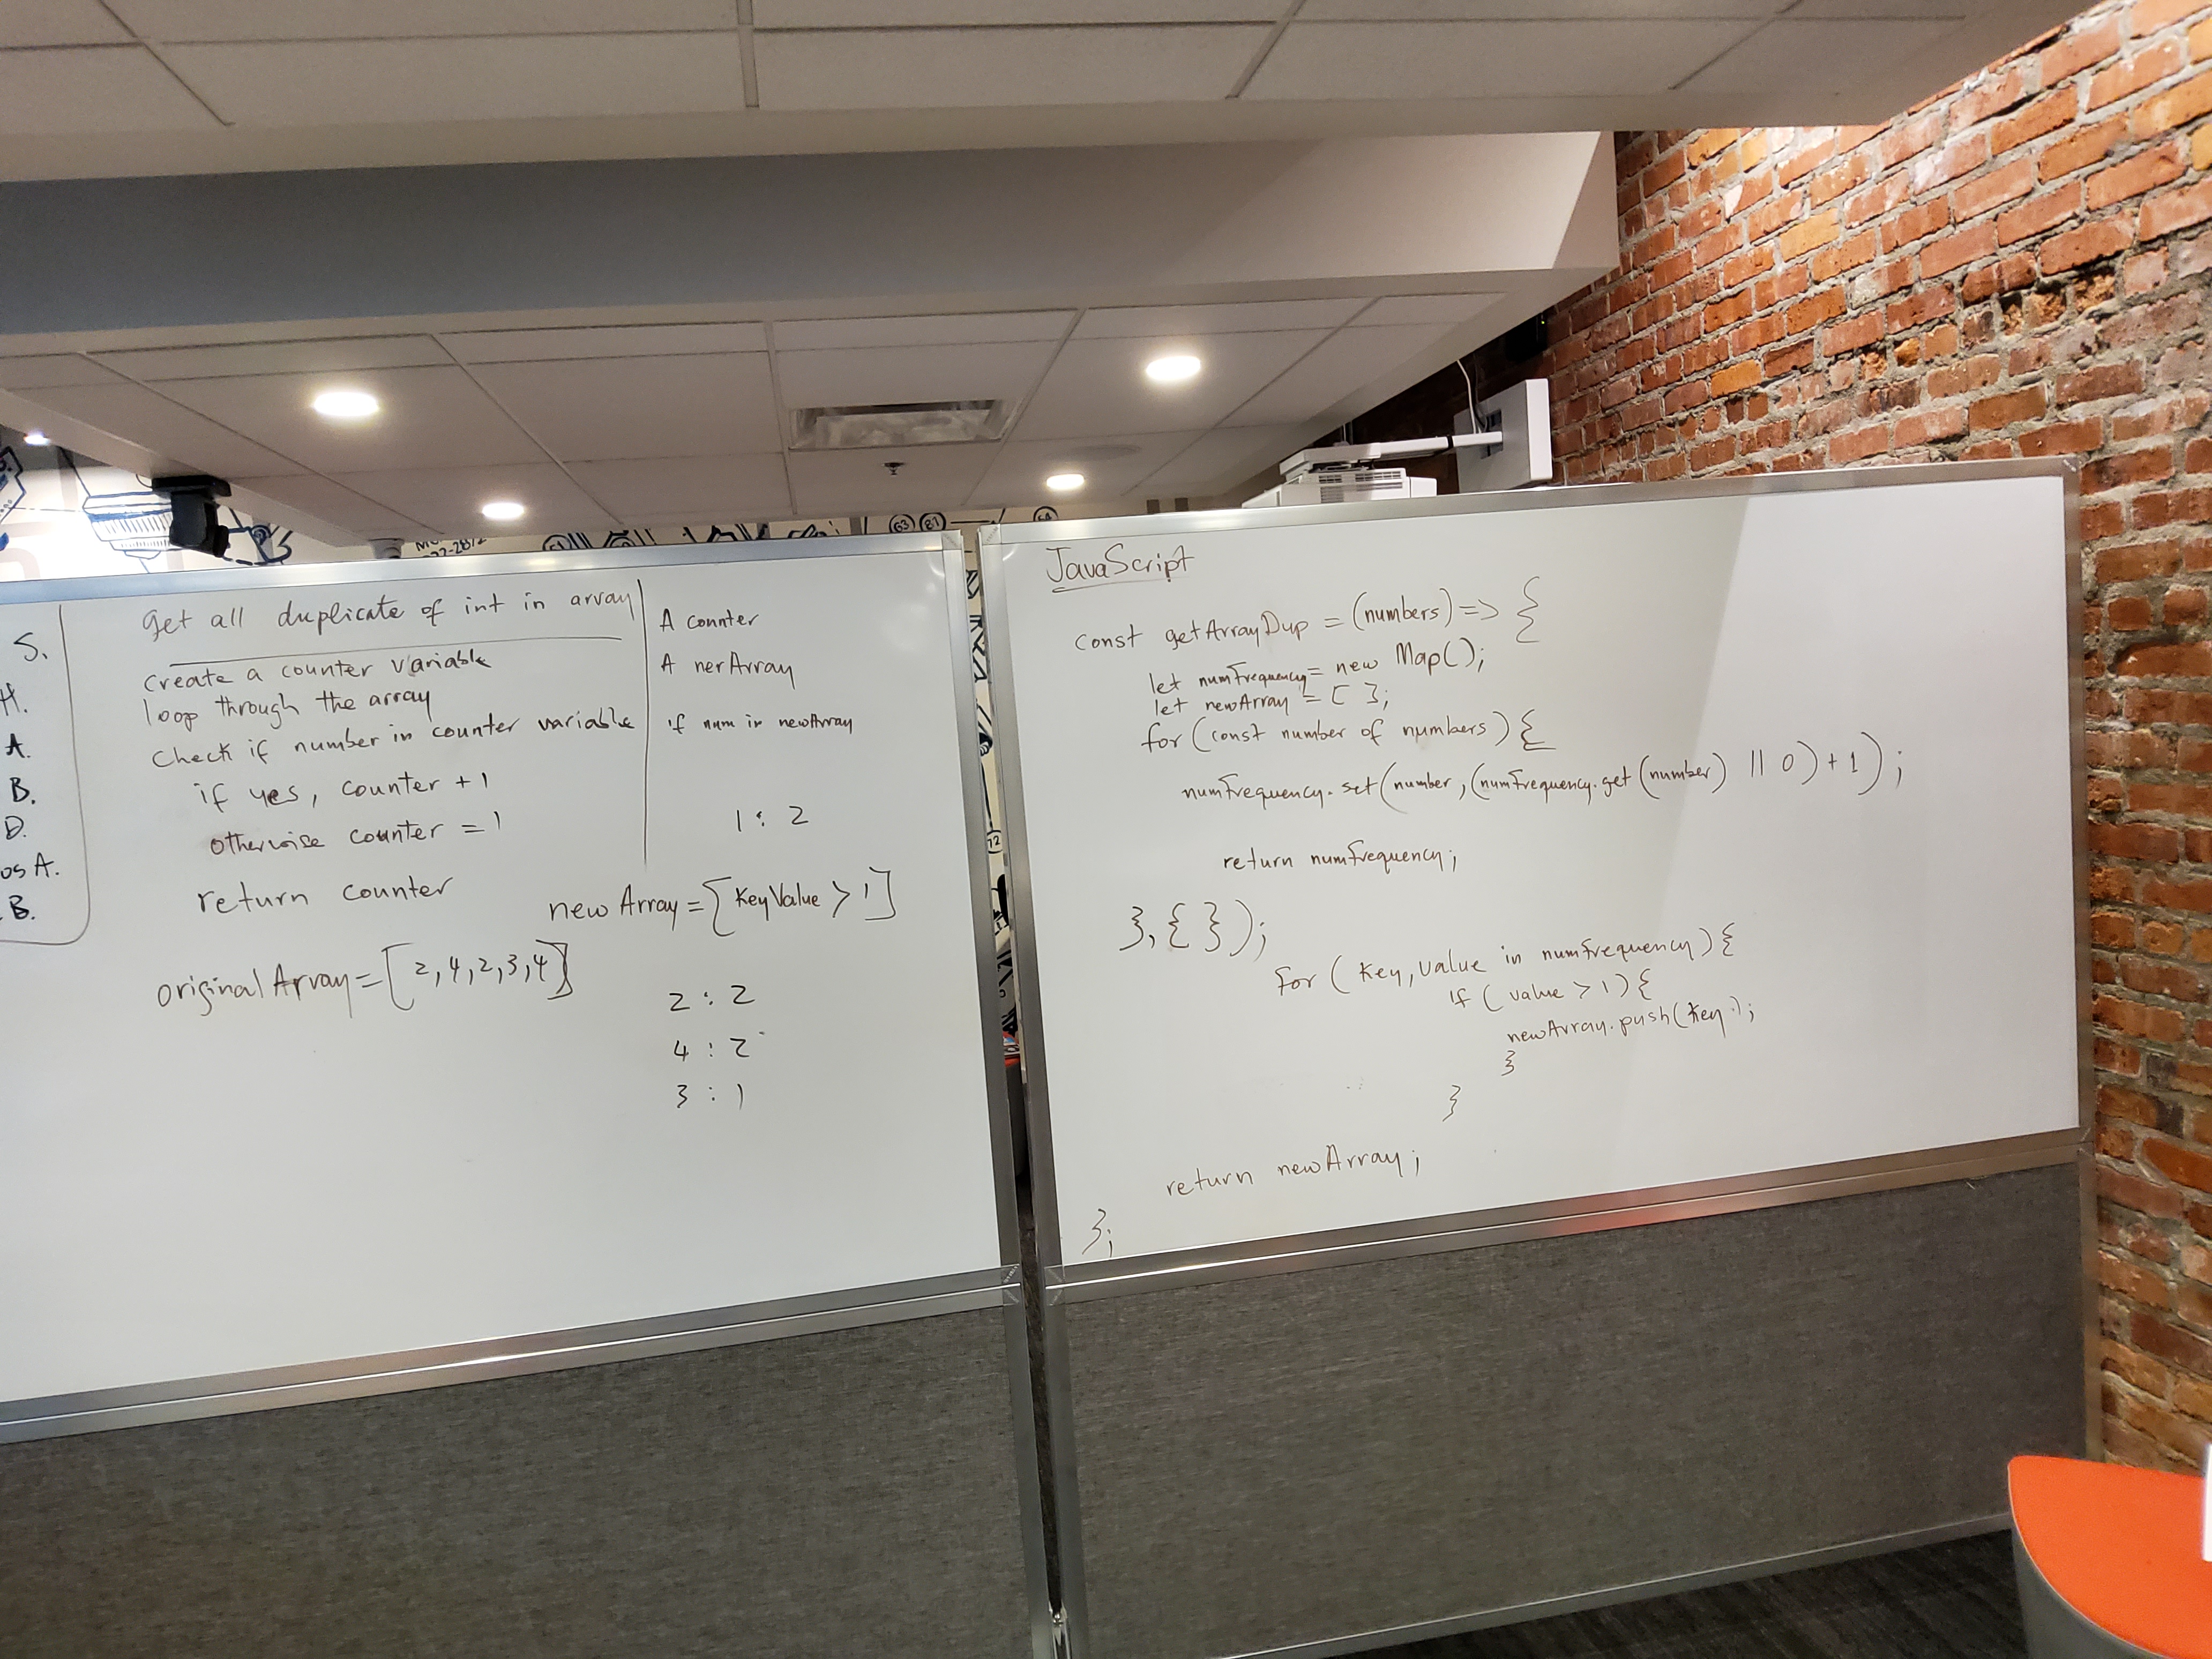 63 81
S.
H.
A.
B.
D.
os A.
B.
get all duplicate of int in array
create a counter variable
loop through the array
Check if number in counter variable
if yes, counter + 1
otherwise counter = 1
return counter
A counter
A nerArray
if num in newArray
1 : 2
newArray = [KeyValue > 1]
originalArray = [2, 4, 2, 3, 4]
2 : 2
4 : 2
3 : 1
JavaScript
const getArrayDup = (numbers) => {
let numFrequency = new Map();
let newArray = [ ];
for (const number of numbers) {
numFrequency.set(number, (numFrequency.get(number) || 0) + 1);
return numFrequency;
}, { });
For (Key, Value in numFrequency) {
if (value > 1) {
newArray.push(Key);
}
}
return newArray;
};